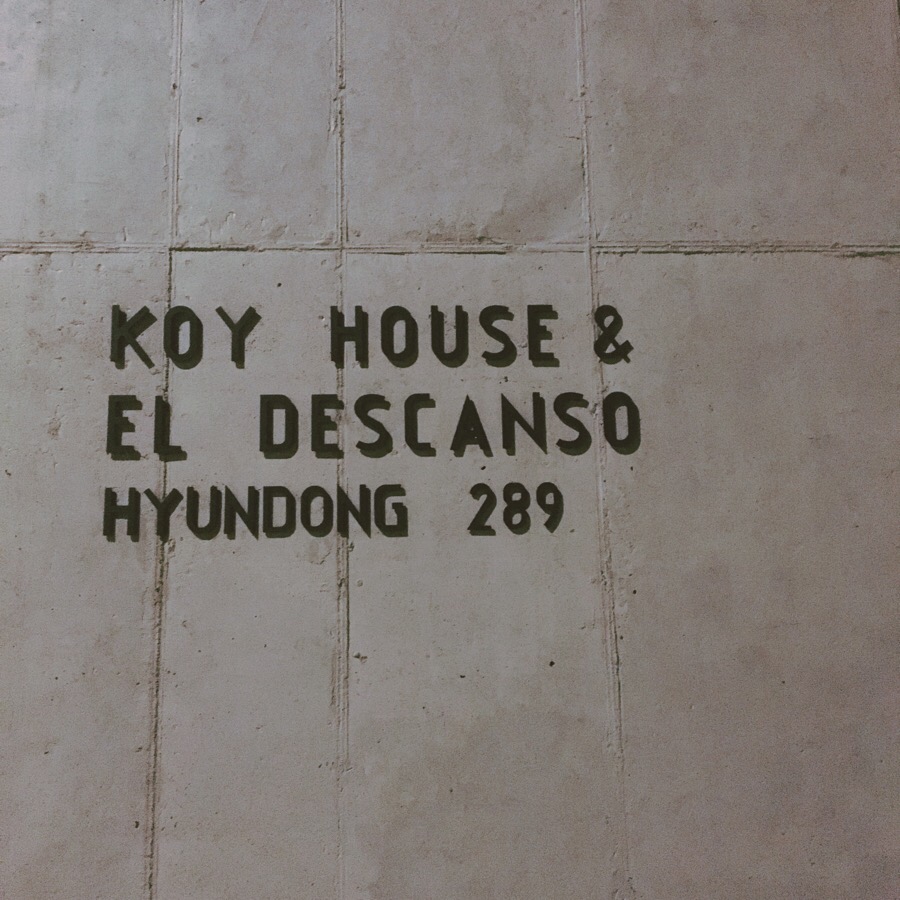 KOY HOUSE &
EL DESCANSO
HYUNDONG 289